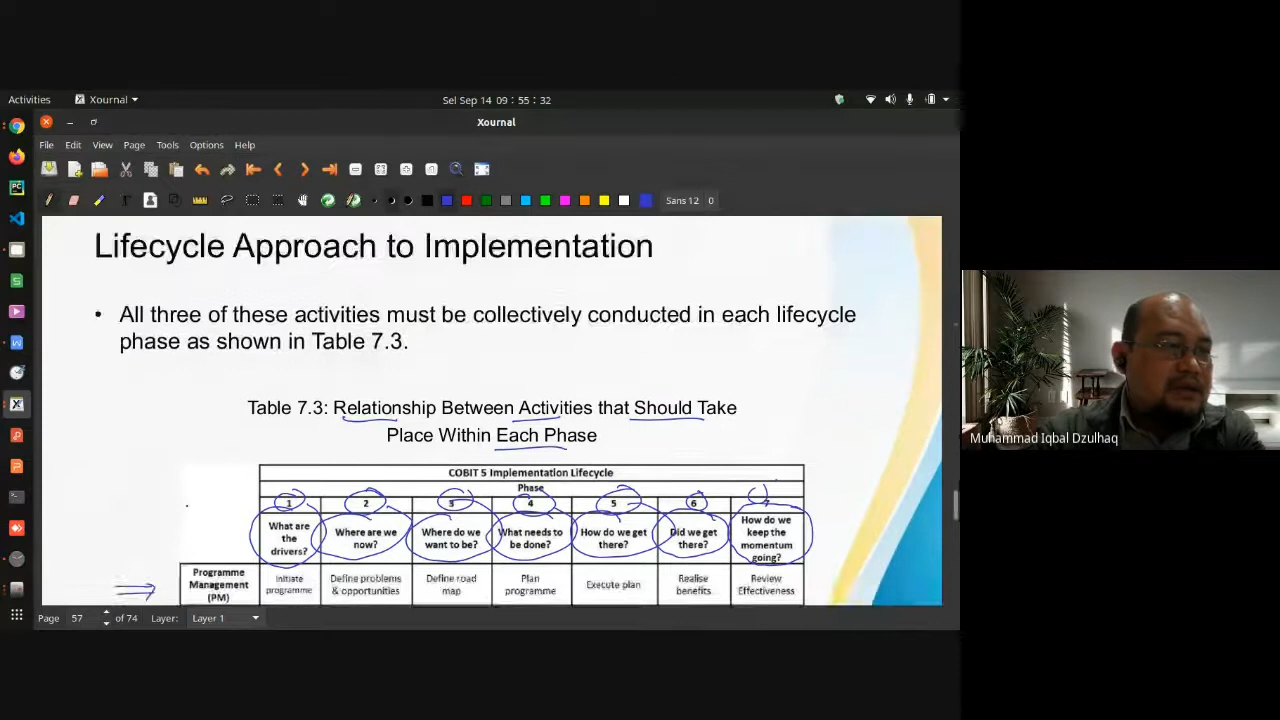 Activities Xournal Sel Sep 14 09:55:32
Xournal
File Edit View Page Tools Options Help
Sans 12 0
Lifecycle Approach to Implementation
• All three of these activities must be collectively conducted in each lifecycle
phase as shown in Table 7.3.
Table 7.3: Relationship Between Activities that Should Take
Place Within Each Phase
COBIT 5 Implementation Lifecycle
Phase
1 2 3 4 5 6 7
What are the drivers? Where are we now? Where do we want to be? What needs to be done? How do we get there? Did we get there? How do we keep the momentum going?
Programme Management (PM) Initiate programme Define problems & opportunities Define road map Plan programme Execute plan Realise benefits Review Effectiveness
Page 57 of 74 Layer: Layer 1
Muhammad Iqbal Dzulhaq